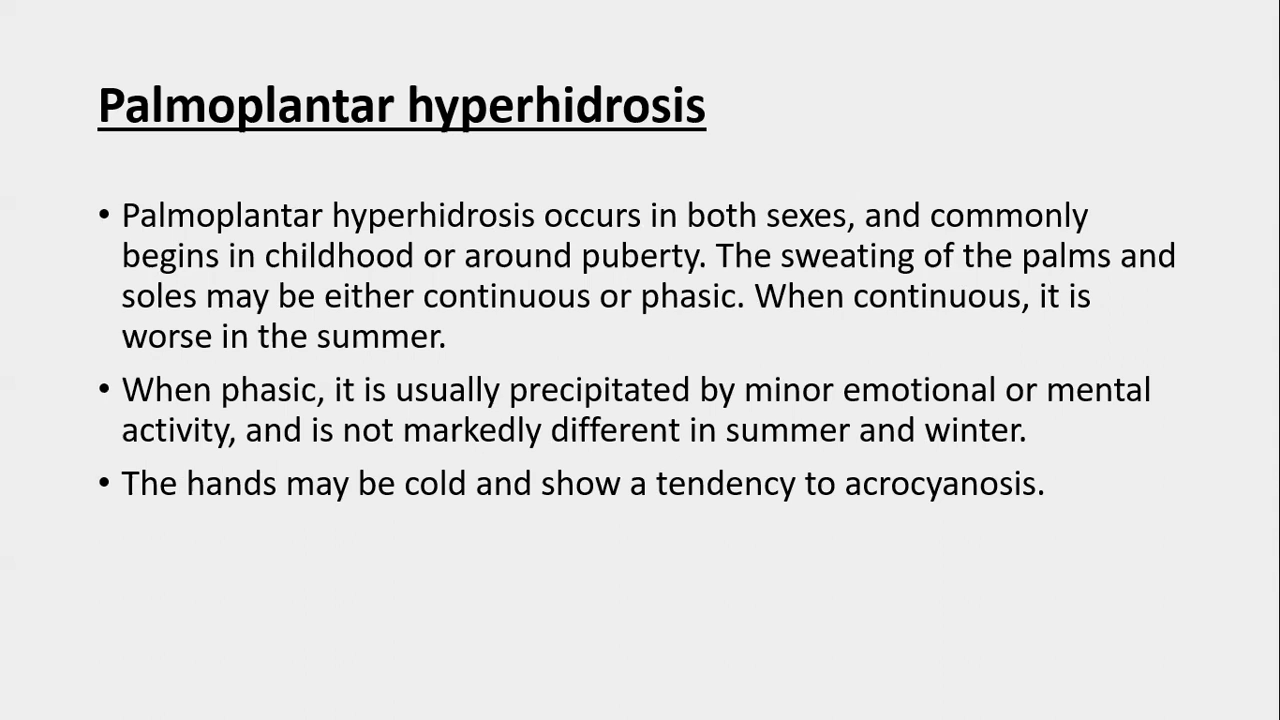 Palmoplantar hyperhidrosis
• Palmoplantar hyperhidrosis occurs in both sexes, and commonly
begins in childhood or around puberty. The sweating of the palms and
soles may be either continuous or phasic. When continuous, it is
worse in the summer.
• When phasic, it is usually precipitated by minor emotional or mental
activity, and is not markedly different in summer and winter.
• The hands may be cold and show a tendency to acrocyanosis.